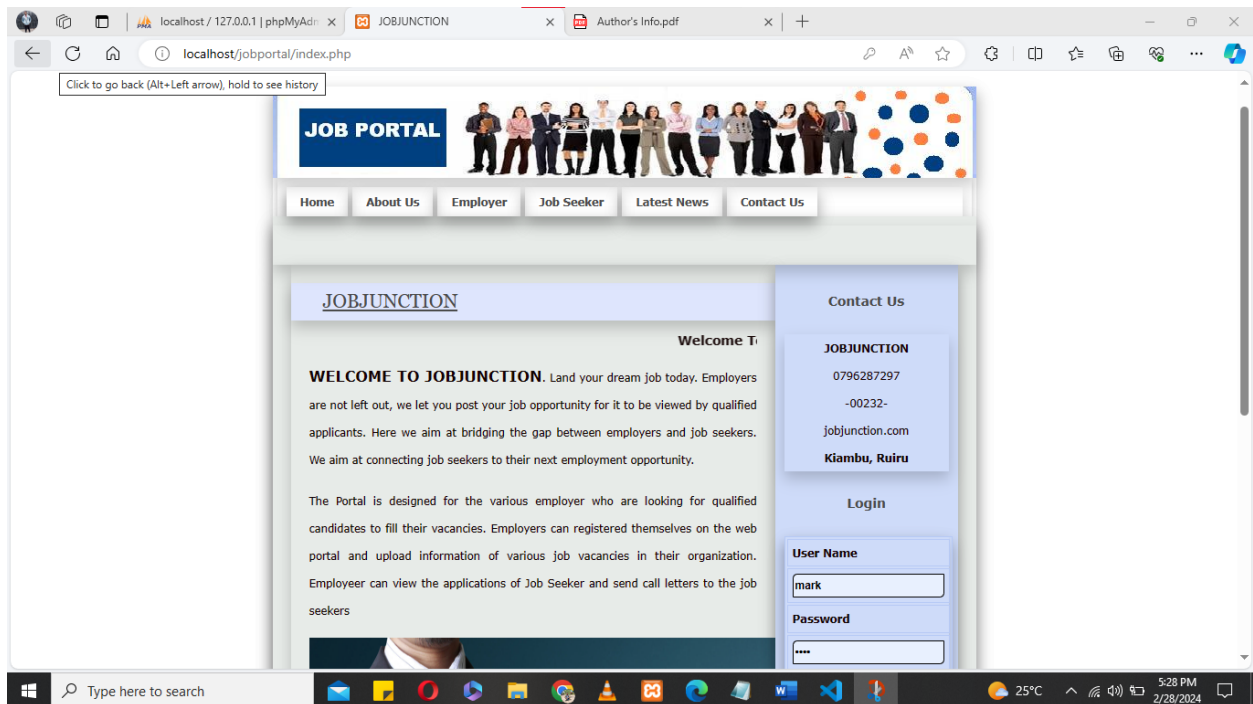 localhost / 127.0.0.1 | phpMyAdn
JOBJUNCTION
Author's Info.pdf
localhost/jobportal/index.php
Click to go back (Alt+Left arrow), hold to see history
JOB PORTAL
Home About Us Employer Job Seeker Latest News Contact Us
JOBJUNCTION
Welcome To
WELCOME TO JOBJUNCTION. Land your dream job today. Employers
are not left out, we let you post your job opportunity for it to be viewed by qualified
applicants. Here we aim at bridging the gap between employers and job seekers.
We aim at connecting job seekers to their next employment opportunity.
The Portal is designed for the various employer who are looking for qualified
candidates to fill their vacancies. Employers can registered themselves on the web
portal and upload information of various job vacancies in their organization.
Employeer can view the applications of Job Seeker and send call letters to the job
seekers
Contact Us
JOBJUNCTION
0796287297
-00232-
jobjunction.com
Kiambu, Ruiru
Login
User Name
mark
Password
••••
Type here to search
25°C
5:28 PM
2/28/2024